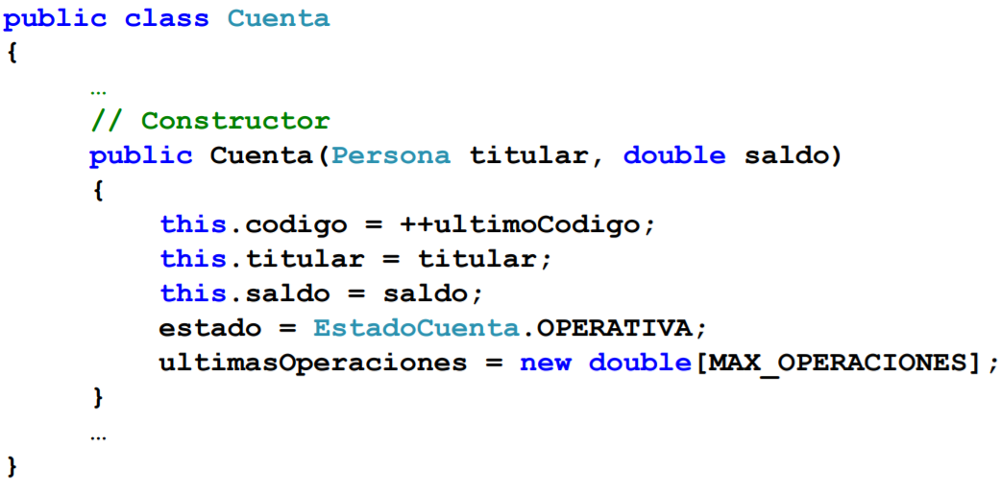 public class Cuenta
{
…
// Constructor
public Cuenta(Persona titular, double saldo)
{
this.codigo = ++ultimoCodigo;
this.titular = titular;
this.saldo = saldo;
estado = EstadoCuenta.OPERATIVA;
ultimasOperaciones = new double[MAX_OPERACIONES];
}
…
}